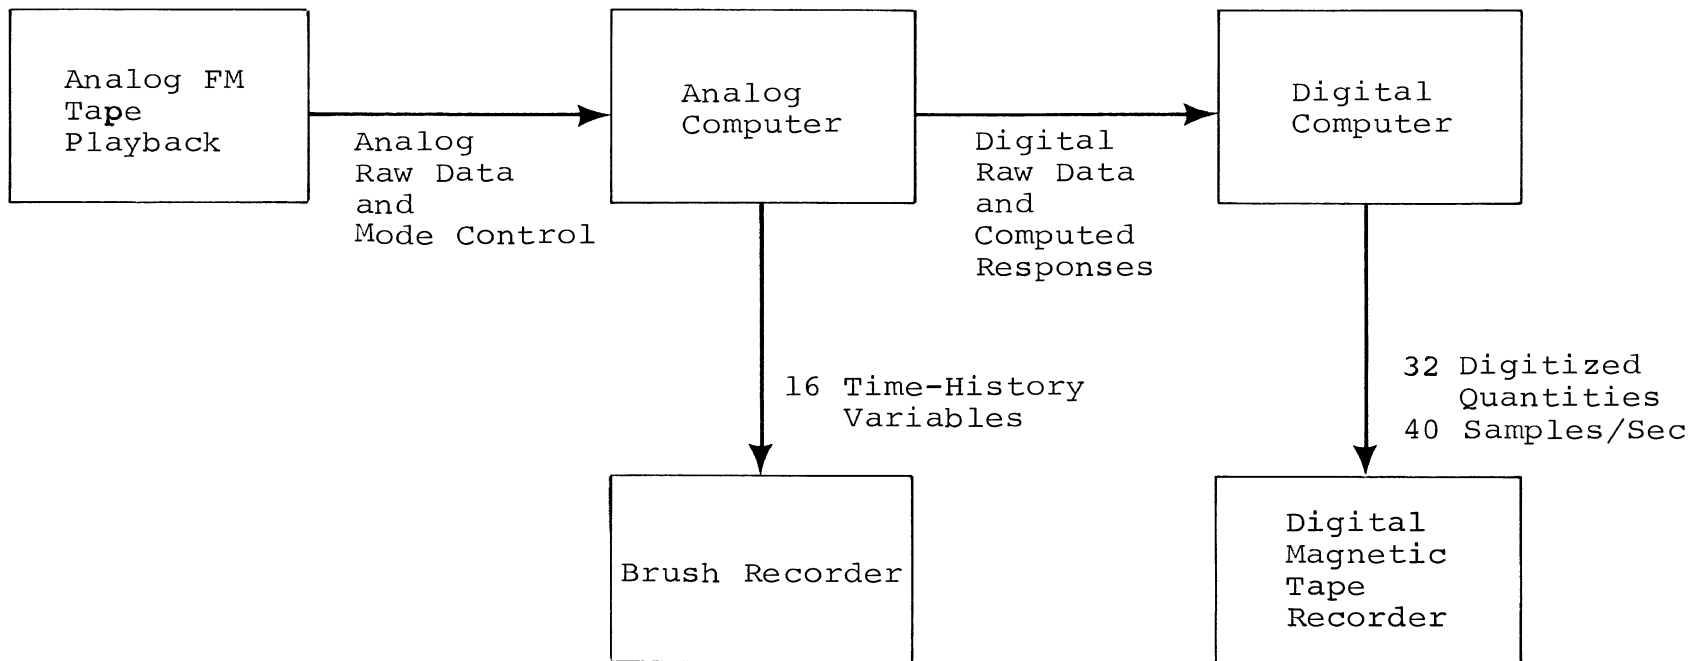 Analog FM
Tape
Playback
Analog
Raw Data
and
Mode Control
Analog
Computer
Digital
Raw Data
and
Computed
Responses
Digital
Computer
16 Time-History
Variables
32 Digitized
Quantities
40 Samples/Sec
Brush Recorder
Digital
Magnetic
Tape
Recorder